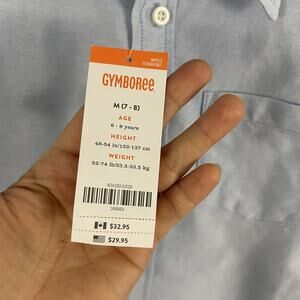 GYMBOREE
M (7 - 8)
AGE
6 - 8 years
HEIGHT
48-54 in/122-137 cm
WEIGHT
52-74 lb/23.5-33.5 kg
$32.95
$29.95